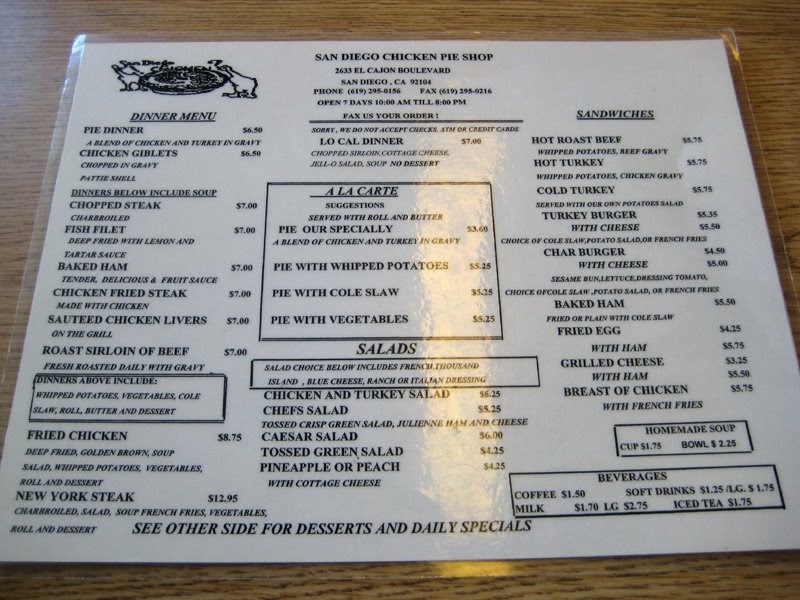 San Diego
CHICKEN
PIE SHOP
SAN DIEGO CHICKEN PIE SHOP
2633 EL CAJON BOULEVARD
SAN DIEGO , CA 92104
PHONE (619) 295-0156 FAX (619) 295-0216
OPEN 7 DAYS 10:00 AM TILL 8:00 PM
FAX US YOUR ORDER !
SORRY , WE DO NOT ACCEPT CHECKS, ATM OR CREDIT CARDS
DINNER MENU
PIE DINNER $6.50
A BLEND OF CHICKEN AND TURKEY IN GRAVY
CHICKEN GIBLETS $6.50
CHOPPED IN GRAVY
PATTIE SHELL
DINNERS BELOW INCLUDE SOUP
CHOPPED STEAK $7.00
CHARBROILED
FISH FILET $7.00
DEEP FRIED WITH LEMON AND
TARTAR SAUCE
BAKED HAM $7.00
TENDER, DELICIOUS & FRUIT SAUCE
CHICKEN FRIED STEAK $7.00
MADE WITH CHICKEN
SAUTEED CHICKEN LIVERS $7.00
ON THE GRILL
ROAST SIRLOIN OF BEEF $7.00
FRESH ROASTED DAILY WITH GRAVY
DINNERS ABOVE INCLUDE:
WHIPPED POTATOES, VEGETABLES, COLE
SLAW, ROLL, BUTTER AND DESSERT
FRIED CHICKEN $8.75
DEEP FRIED, GOLDEN BROWN, SOUP
SALAD, WHIPPED POTATOES, VEGETABLES,
ROLL AND DESSERT
NEW YORK STEAK $12.95
CHARBROILED, SALAD, SOUP FRENCH FRIES, VEGETABLES,
ROLL AND DESSERT
LO CAL DINNER $7.00
CHOPPED SIRLOIN,COTTAGE CHEESE,
JELL-O SALAD, SOUP NO DESSERT
A LA CARTE
SUGGESTIONS
SERVED WITH ROLL AND BUTTER
PIE OUR SPECIALLY $3.60
A BLEND OF CHICKEN AND TURKEY IN GRAVY
PIE WITH WHIPPED POTATOES $5.25
PIE WITH COLE SLAW $5.25
PIE WITH VEGETABLES $5.25
SALADS
SALAD CHOICE BELOW INCLUDES FRENCH,THOUSAND
ISLAND , BLUE CHEESE, RANCH OR ITALIAN DRESSING
CHICKEN AND TURKEY SALAD $6.25
CHEFS SALAD $5.25
TOSSED CRISP GREEN SALAD, JULIENNE HAM AND CHEESE
CAESAR SALAD $6.00
TOSSED GREEN SALAD $4.25
PINEAPPLE OR PEACH $4.25
WITH COTTAGE CHEESE
SANDWICHES
HOT ROAST BEEF $5.75
WHIPPED POTATOES, BEEF GRAVY
HOT TURKEY $5.75
WHIPPED POTATOES, CHICKEN GRAVY
COLD TURKEY $5.75
SERVED WITH OUR OWN POTATOES SALAD
TURKEY BURGER $5.35
WITH CHEESE $5.50
CHOICE OF COLE SLAW,POTATO SALAD,OR FRENCH FRIES
CHAR BURGER $4.50
WITH CHEESE $5.00
SESAME BUN,LETTUCE,DRESSING TOMATO,
CHOICE OFCOLE SLAW ,POTATO SALAD, OR FRENCH FRIES
BAKED HAM $5.50
FRIED OR PLAIN WITH COLE SLAW
FRIED EGG $4.25
WITH HAM $5.75
GRILLED CHEESE $3.25
WITH HAM $5.50
BREAST OF CHICKEN $5.75
WITH FRENCH FRIES
HOMEMADE SOUP
CUP $1.75 BOWL $ 2.25
BEVERAGES
COFFEE $1.50 SOFT DRINKS $1.25 /LG. $ 1.75
MILK $1.70 LG $2.75 ICED TEA $1.75
SEE OTHER SIDE FOR DESSERTS AND DAILY SPECIALS